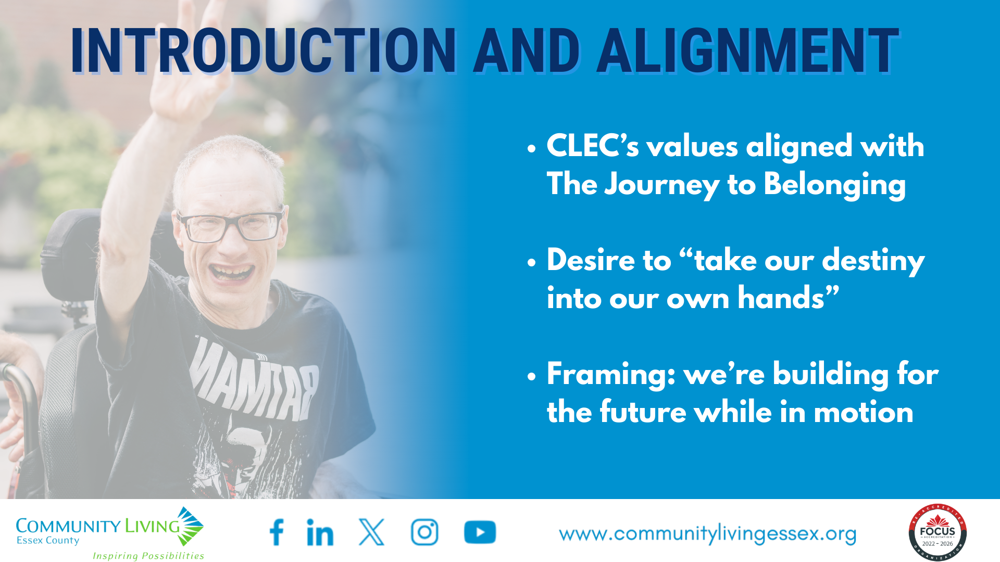 INTRODUCTION AND ALIGNMENT
• CLEC’s values aligned with
The Journey to Belonging
• Desire to “take our destiny
into our own hands”
• Framing: we’re building for
the future while in motion
THE
BATMAN
COMMUNITY LIVING
Essex County
Inspiring Possibilities
www.communitylivingessex.org
RE-ACCREDITED
FOCUS
ACCREDITATION
2022 - 2026
ORGANIZATION